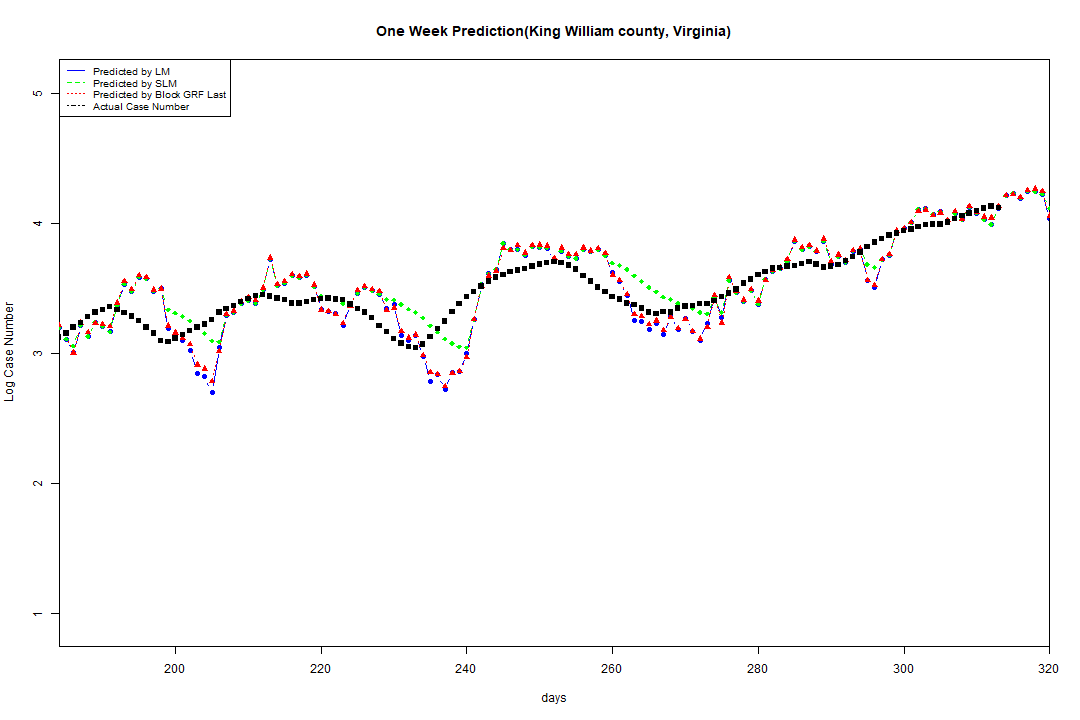 One Week Prediction(King William county, Virginia)
Predicted by LM
Predicted by SLM
Predicted by Block GRF Last
Actual Case Number
5
4
3
2
1
Log Case Number
200 220 240 260 280 300 320
days